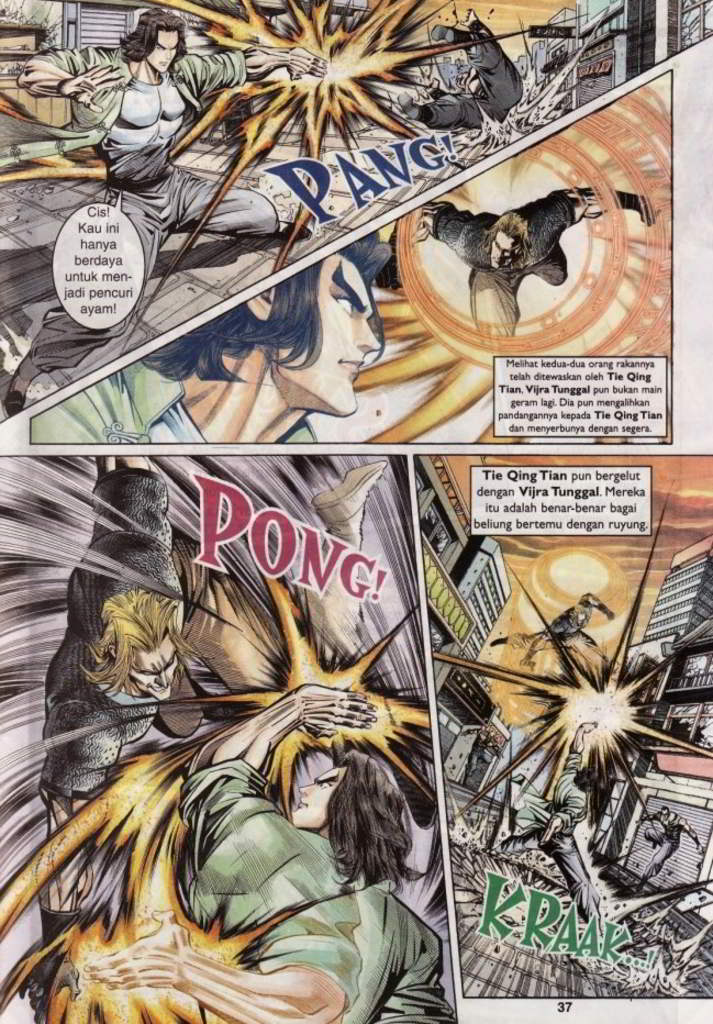 PANG!
Cis!
Kau ini
hanya
berdaya
untuk men-
jadi pencuri
ayam!
Melihat kedua-dua orang rakannya
telah ditewaskan oleh Tie Qing
Tian, Vijra Tunggal pun bukan main
geram lagi. Dia pun mengalihkan
pandangannya kepada Tie Qing Tian
dan menyerbunya dengan segera.
PONG!
Tie Qing Tian pun bergelut
dengan Vijra Tunggal. Mereka
itu adalah benar-benar bagai
beliung bertemu dengan ruyung.
KRAAK...!
37